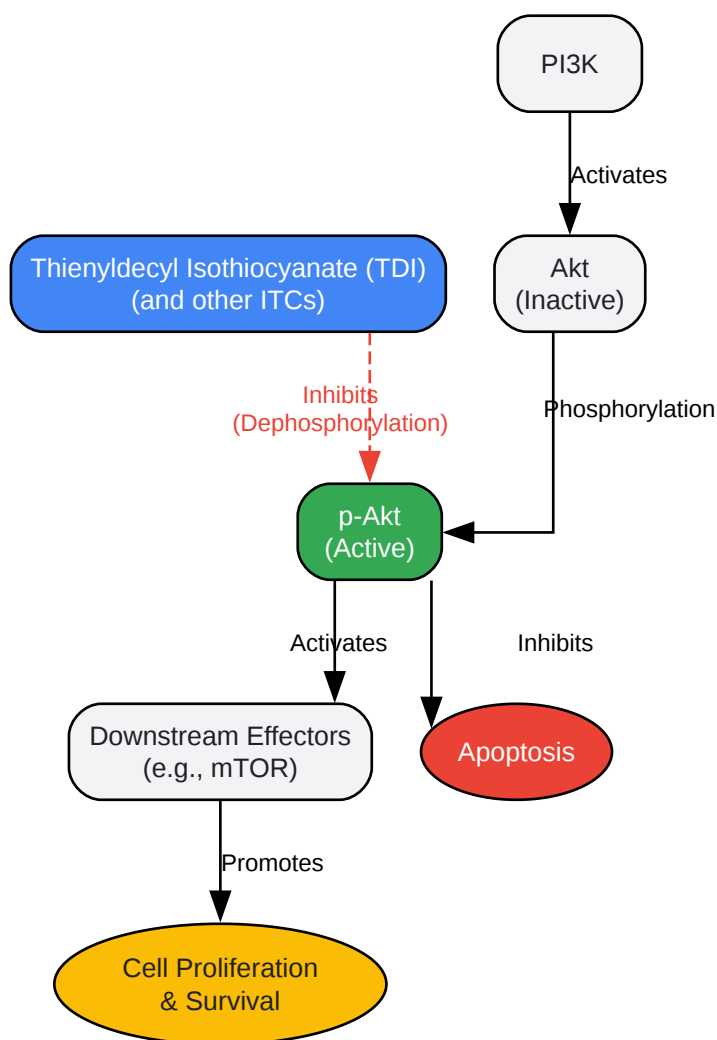 PI3K
Activates
Thienyldecyl Isothiocyanate (TDI)
(and other ITCs)
Akt
(Inactive)
Inhibits
(Dephosphorylation)
Phosphorylation
p-Akt
(Active)
Activates
Inhibits
Downstream Effectors
(e.g., mTOR)
Apoptosis
Promotes
Cell Proliferation
& Survival